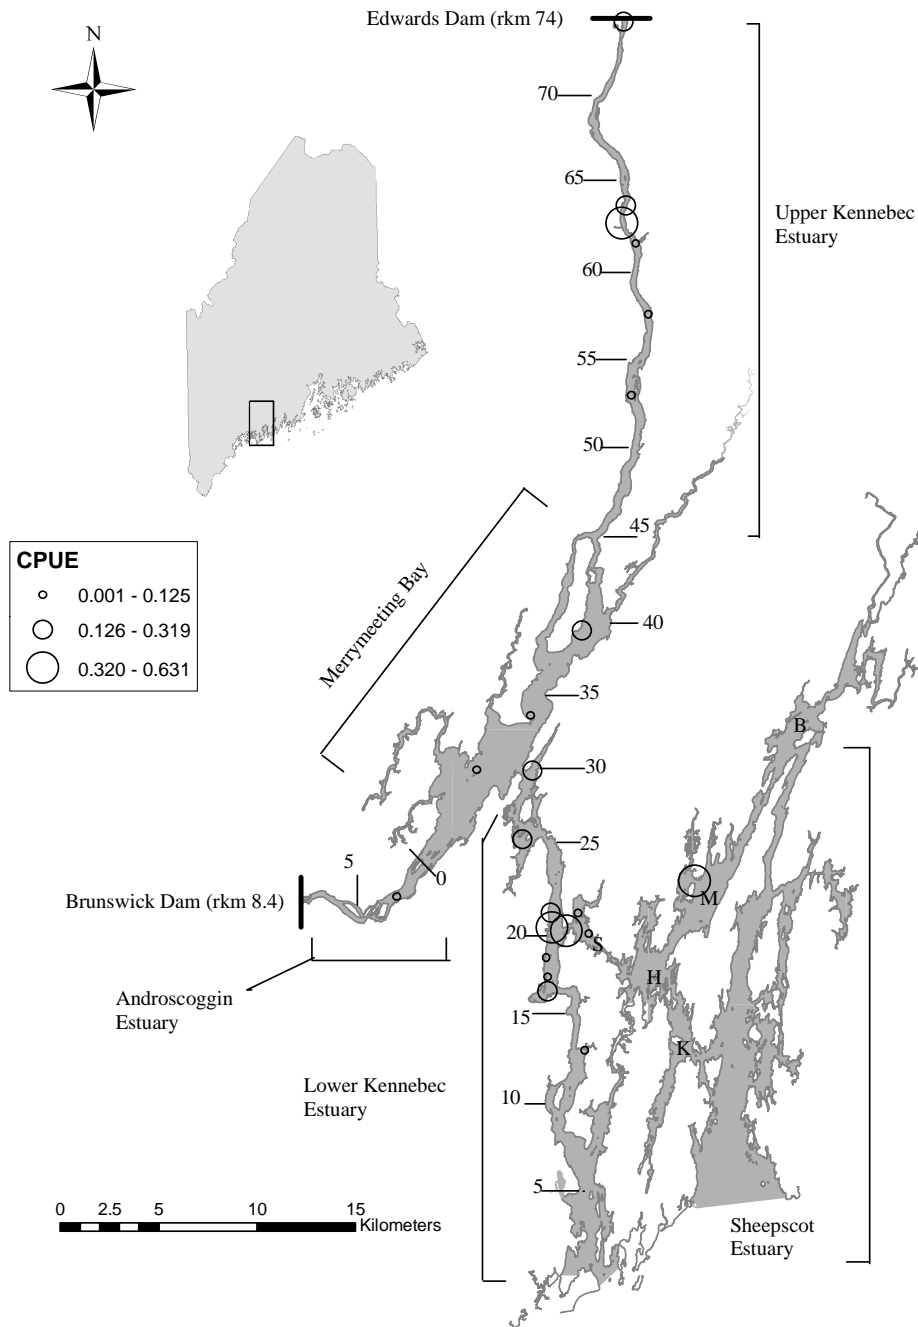 Edwards Dam (rkm 74)
N
70
65
Upper Kennebec
Estuary
60
55
50
45
CPUE
0.001 - 0.125
0.126 - 0.319
0.320 - 0.631
Merrymeeting Bay
40
35
B
30
25
5
0
Brunswick Dam (rkm 8.4)
M
20
S
H
Androscoggin
Estuary
15
K
Lower Kennebec
Estuary
10
5
0 2.5 5 10 15
Kilometers
Sheepscot
Estuary